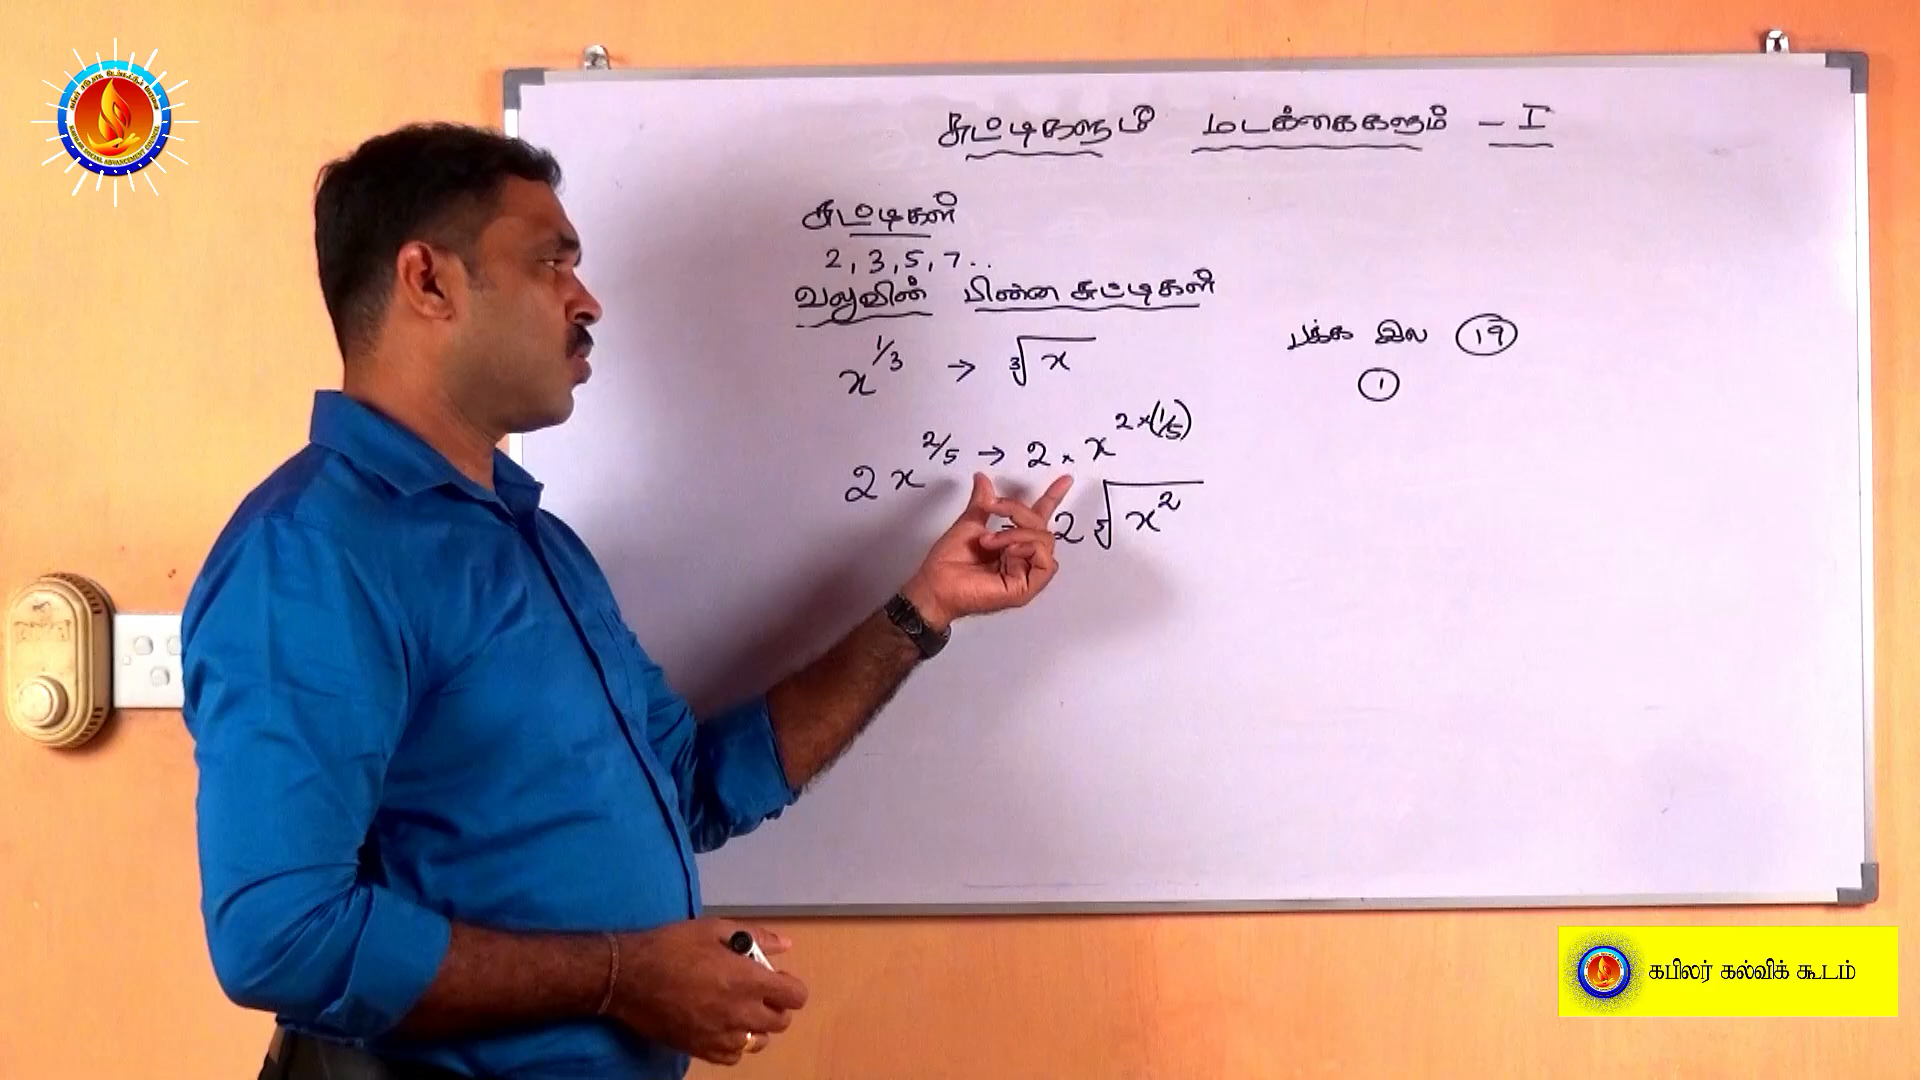 சுட்டிகளும் மடக்கைகளும் – I
சுட்டிகள்
2, 3, 5, 7 . .
வலுவின் பின்ன சுட்டிகள்
x^{1/3} → ∛x
பக்க இல 19
1
2x^{2/5} → 2 × x^{2×(1/5)}
2 ⁵√x²
கபிலர் கல்விக் கூடம்